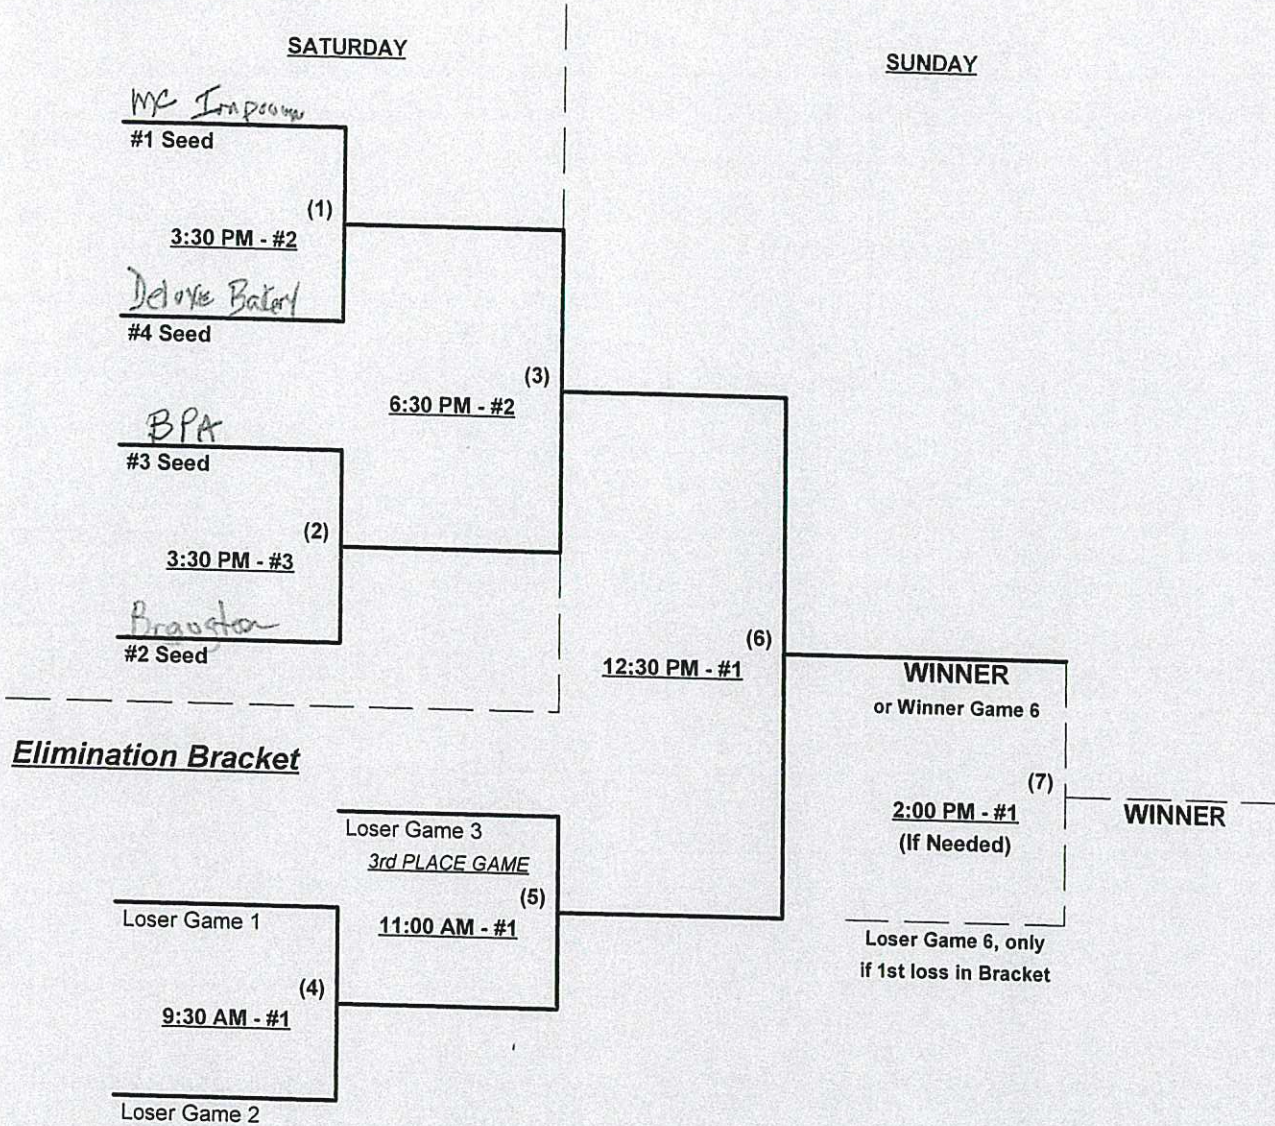 SATURDAY
SUNDAY
MC
#1 Seed
(1)
3:30 PM - #2
Bakery
#4 Seed
(3)
6:30 PM - #2
BPA
#3 Seed
(2)
3:30 PM - #3
#2 Seed
(6)
12:30 PM - #1
WINNER
or Winner Game 6
(7)
2:00 PM - #1
(If Needed)
WINNER
Loser Game 6, only
if 1st loss in Bracket
Elimination Bracket
Loser Game 3
3rd PLACE GAME
(5)
11:00 AM - #1
Loser Game 1
(4)
9:30 AM - #1
Loser Game 2